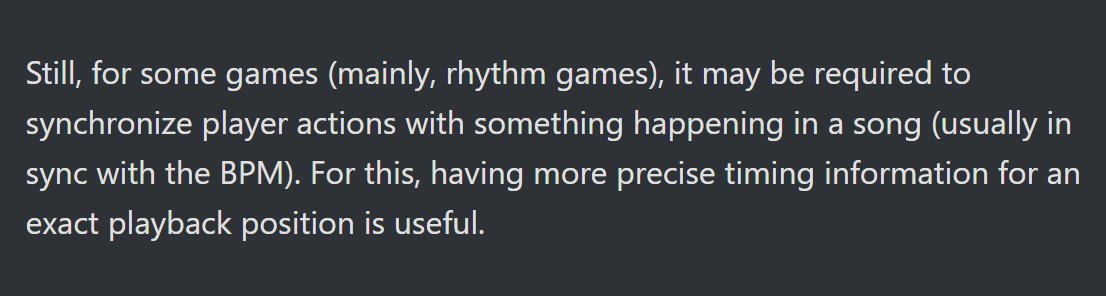 Still, for some games (mainly, rhythm games), it may be required to
synchronize player actions with something happening in a song (usually in
sync with the BPM). For this, having more precise timing information for an
exact playback position is useful.